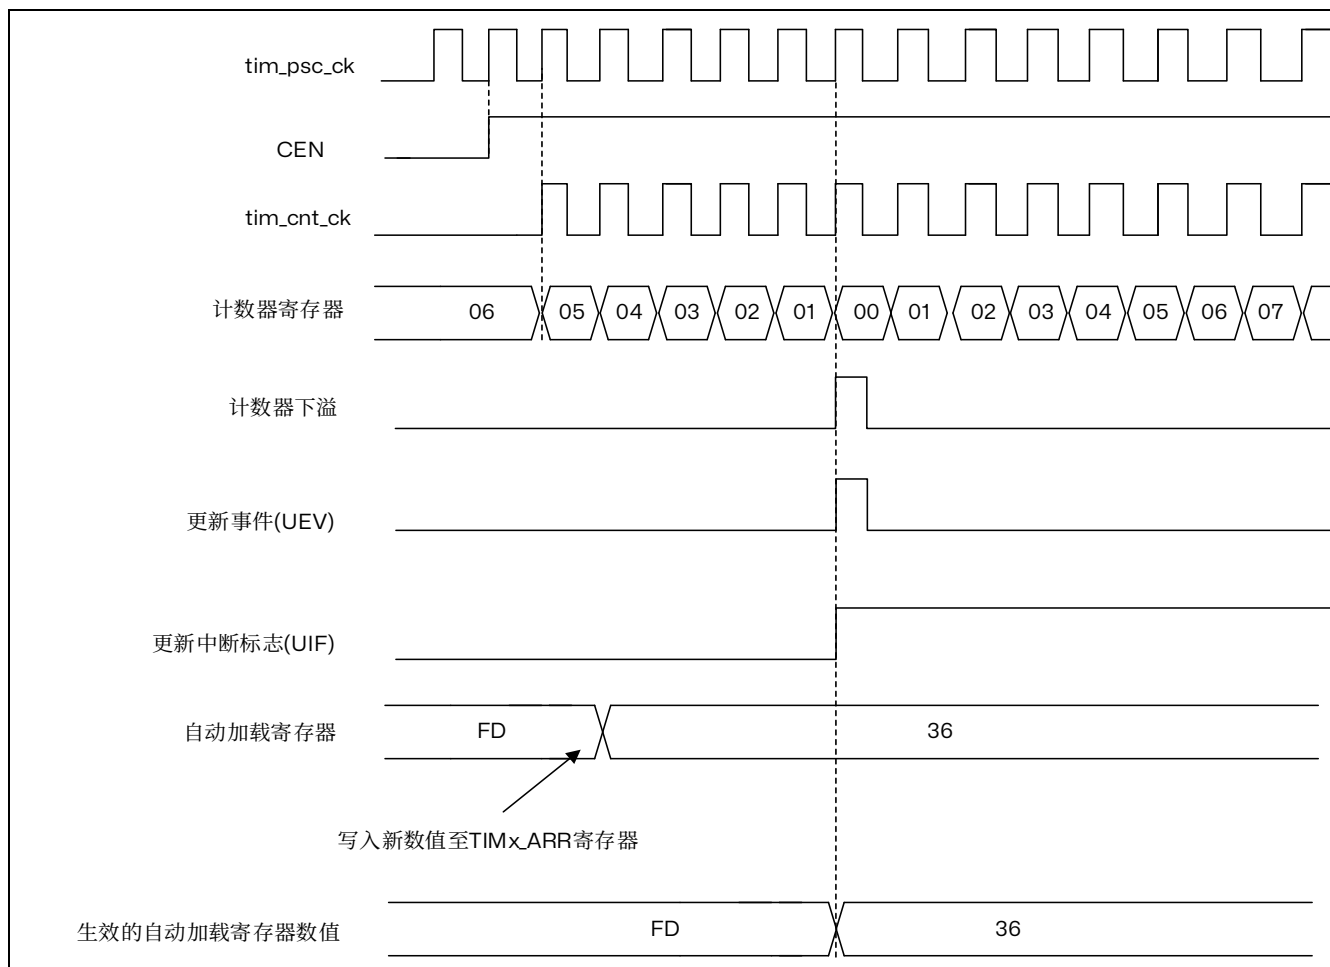 tim_psc_ck
CEN
tim_cnt_ck
计数器寄存器 06 05 04 03 02 01 00 01 02 03 04 05 06 07
计数器下溢
更新事件(UEV)
更新中断标志(UIF)
自动加载寄存器 FD 36
写入新数值至TIMx_ARR寄存器
生效的自动加载寄存器数值 FD 36